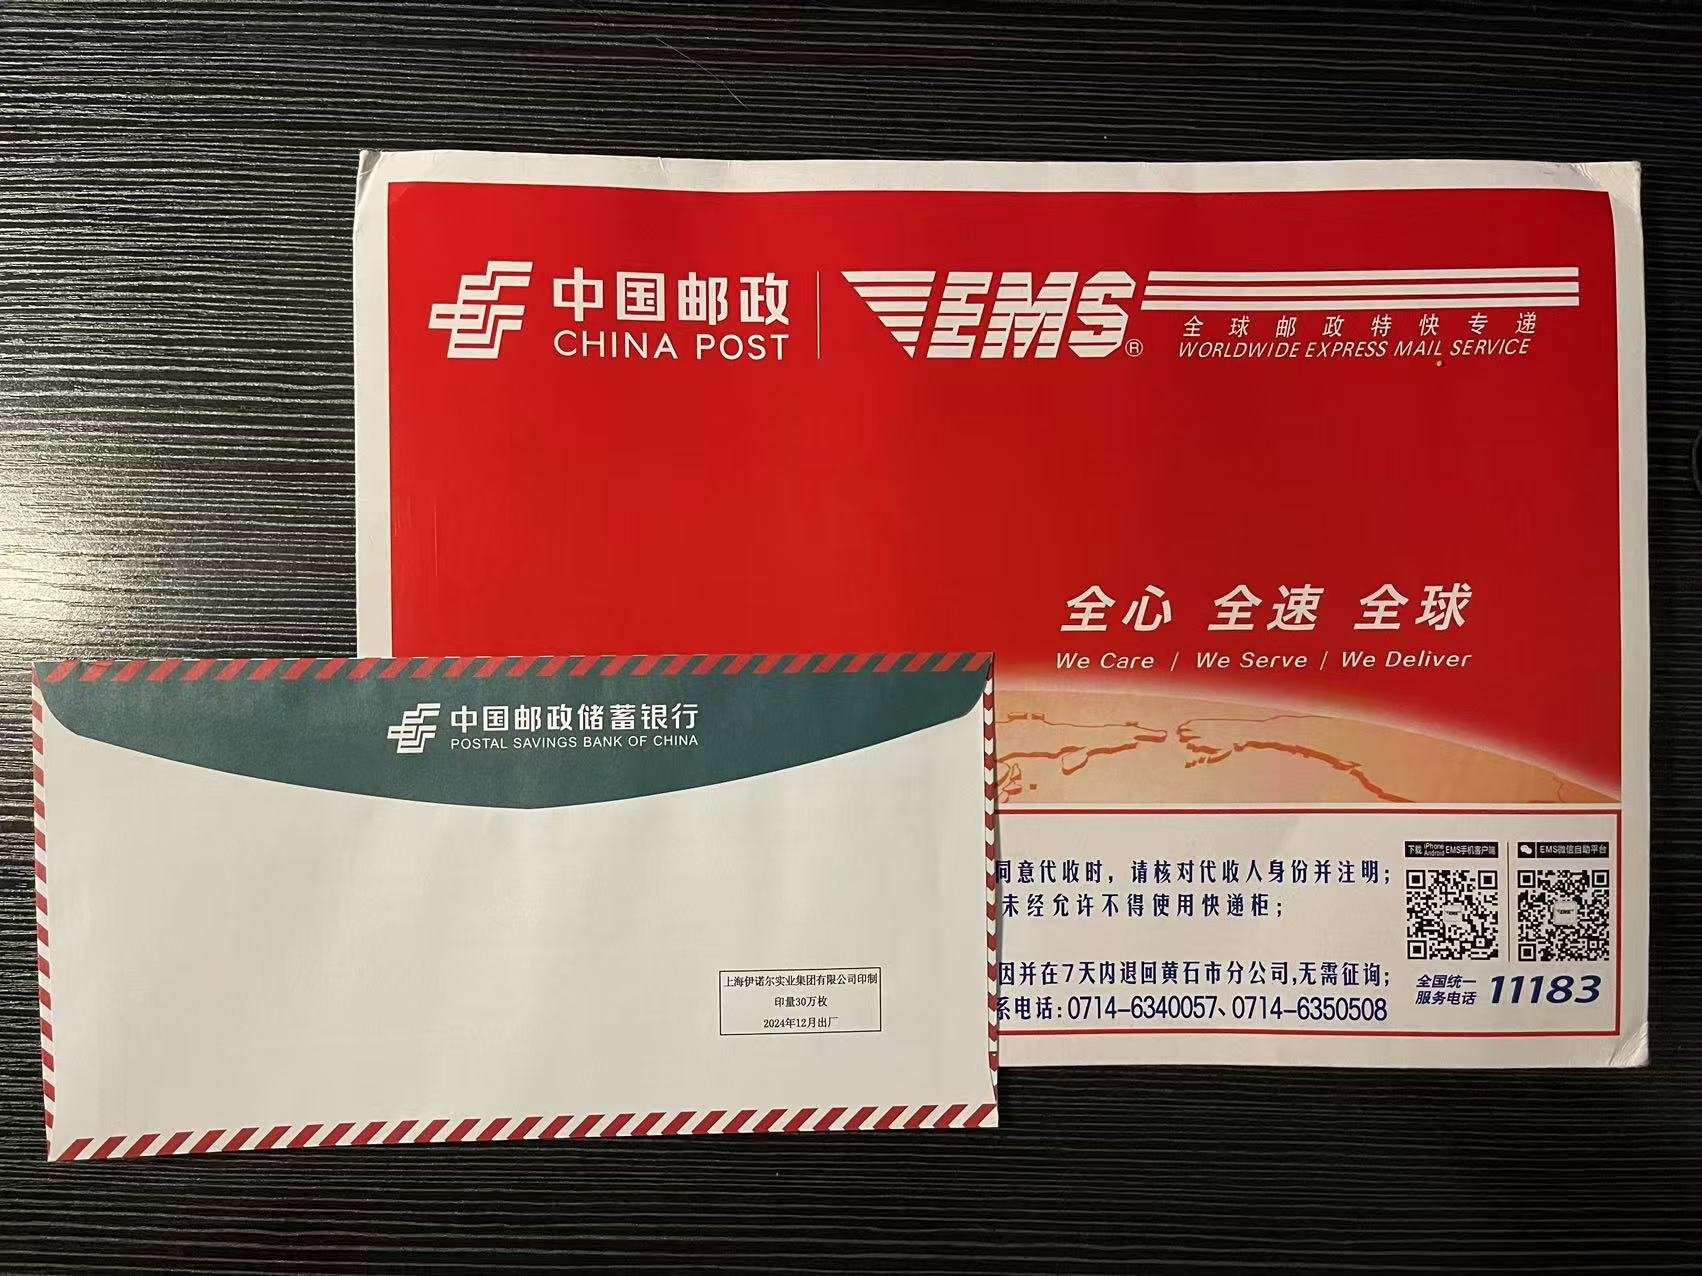 中国邮政
CHINA POST
EMS®
全球邮政特快专递
WORLDWIDE EXPRESS MAIL SERVICE
全心 全速 全球
We Care / We Serve / We Deliver
中国邮政储蓄银行
POSTAL SAVINGS BANK OF CHINA
上海伊诺尔实业集团有限公司印制
印量30万枚
2024年12月出厂
同意代收时，请核对代收人身份并注明；
未经允许不得使用快递柜；
因并在7天内退回黄石市分公司,无需征询；
系电话：0714-6340057、0714-6350508
下载 iPhone Android EMS手机客户端
EMS微信自助平台
全国统一
服务电话 11183